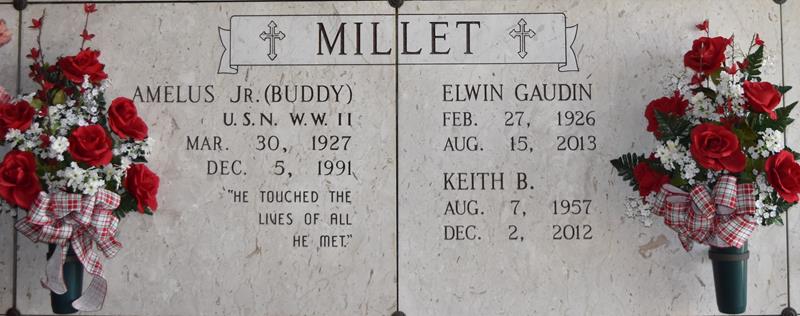 MILLET
AMELUS JR. (BUDDY)
U.S.N. W.W. II
MAR. 30, 1927
DEC. 5, 1991
"HE TOUCHED THE
LIVES OF ALL
HE MET."
ELWIN GAUDIN
FEB. 27, 1926
AUG. 15, 2013
KEITH B.
AUG. 7, 1957
DEC. 2, 2012